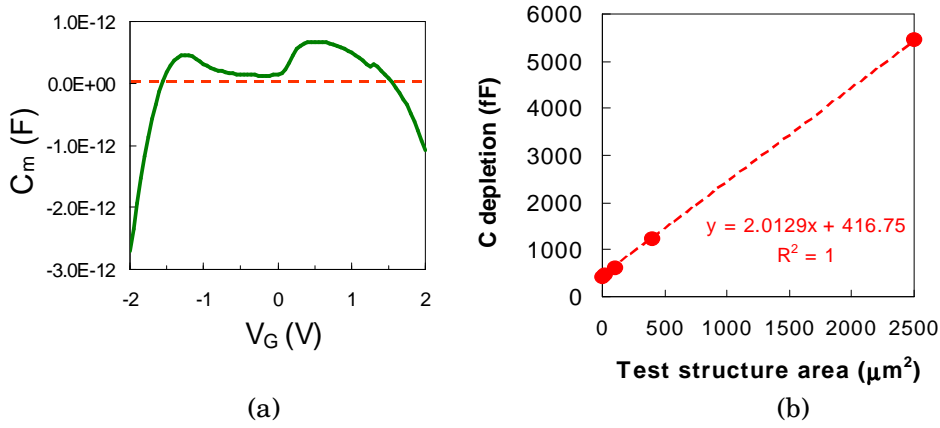 1.0E-12
0.0E+00
-1.0E-12
-2.0E-12
-3.0E-12
Cm (F)
-2 -1 0 1 2
VG (V)
(a)
6000
5000
4000
3000
2000
1000
0
C depletion (fF)
y = 2.0129x + 416.75
R² = 1
0 500 1000 1500 2000 2500
Test structure area (μm²)
(b)